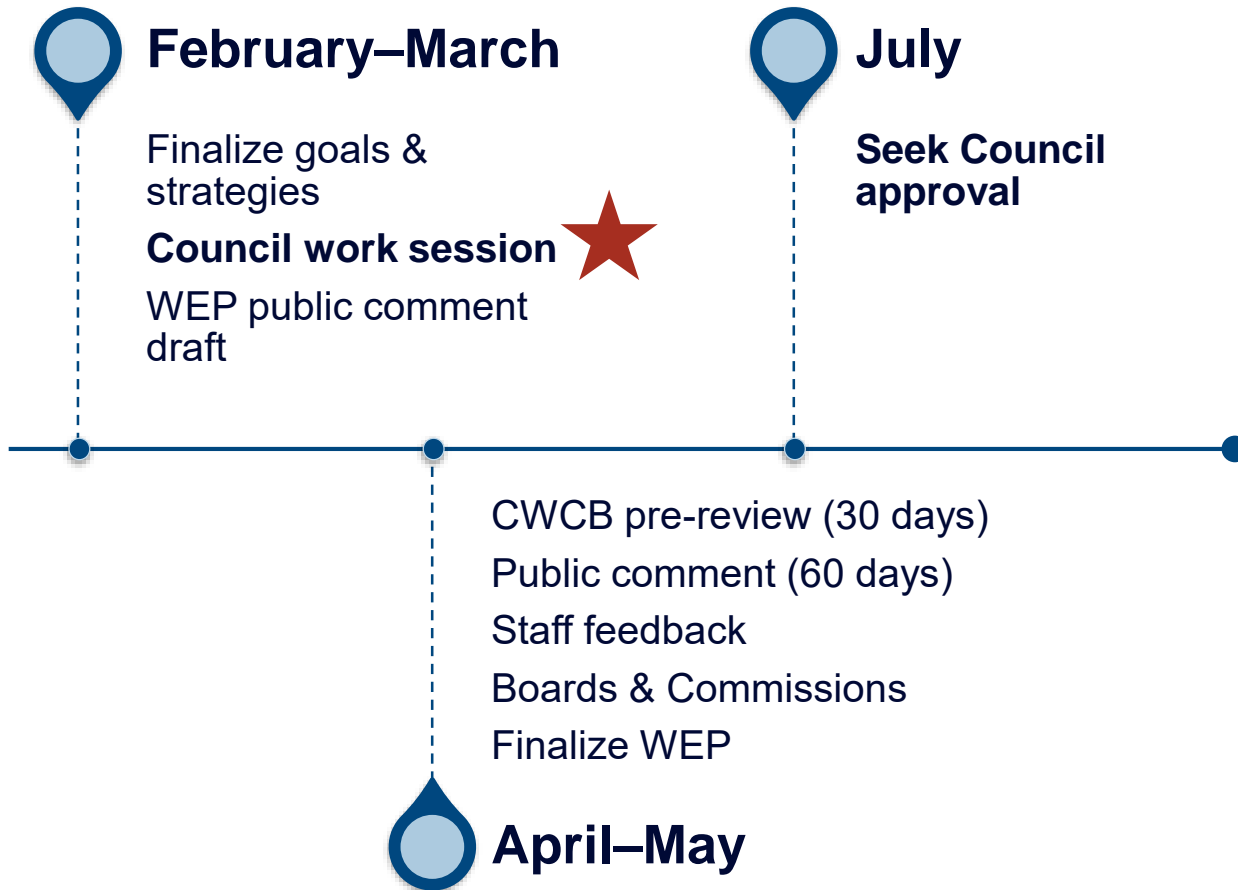 February–March
Finalize goals &
strategies
Council work session
WEP public comment
draft
July
Seek Council
approval
CWCB pre-review (30 days)
Public comment (60 days)
Staff feedback
Boards & Commissions
Finalize WEP
April–May